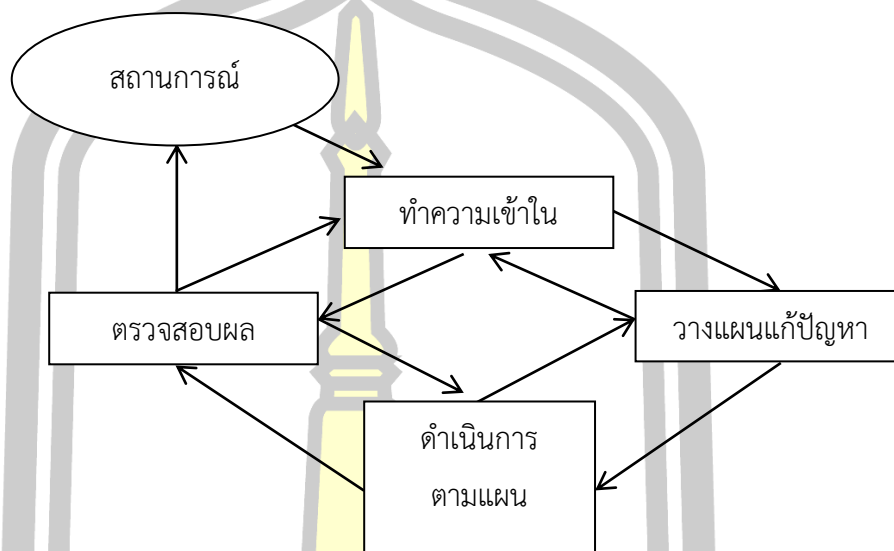 สถานการณ์
ทำความเข้าใน
ตรวจสอบผล
วางแผนแก้ปัญหา
ดำเนินการ
ตามแผน